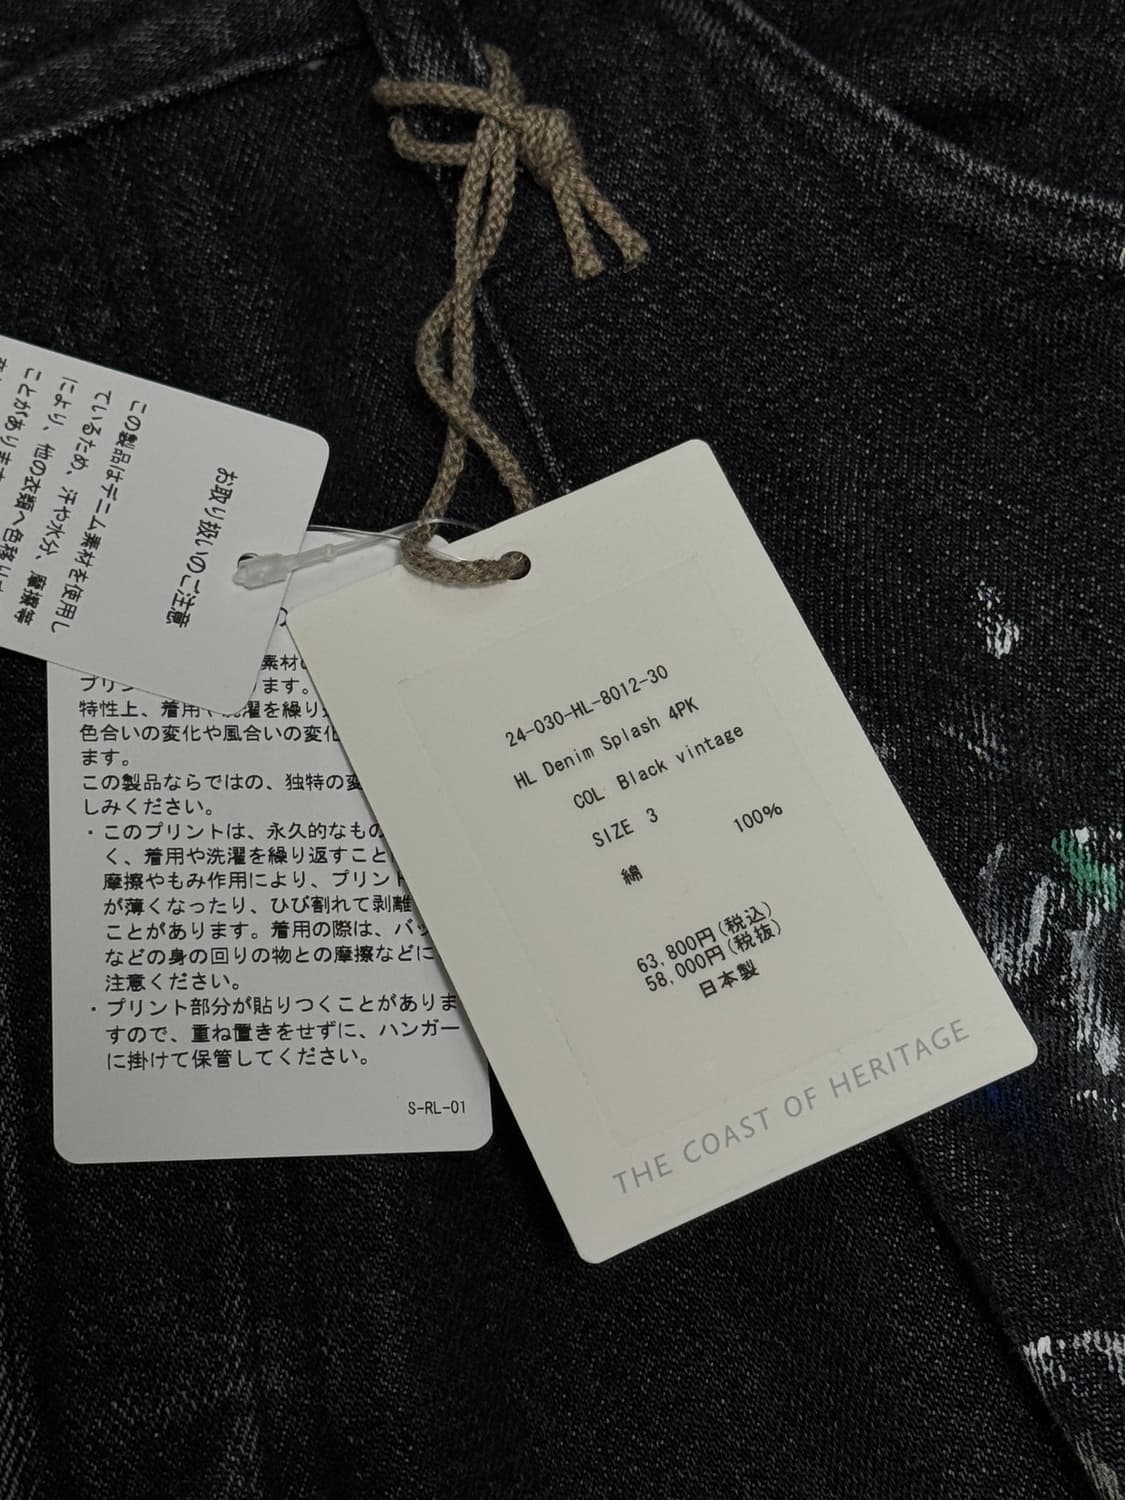 お取り扱いのご注意
この製品はデニム素材を使用し
ているため、汗や水分、摩擦等
により、他の衣類へ色移り
ことがあります
素材
プリン ます。
特性上、着用や洗濯を繰り返
色合いの変化や風合いの変化
ます。
この製品ならではの、独特の変
しみください。
・このプリントは、永久的なもの
く、着用や洗濯を繰り返すこと
摩擦やもみ作用により、プリント
が薄くなったり、ひび割れて剥離
ことがあります。着用の際は、バッ
などの身の回りの物との摩擦などに
注意ください。
・プリント部分が貼りつくことがありま
すので、重ね置きをせずに、ハンガー
に掛けて保管してください。
S-RL-01
24-030-HL-8012-30
HL Denim Splash 4PK
COL Black vintage
SIZE 3
綿 100%
63,800円(税込)
58,000円(税抜)
日本製
THE COAST OF HERITAGE